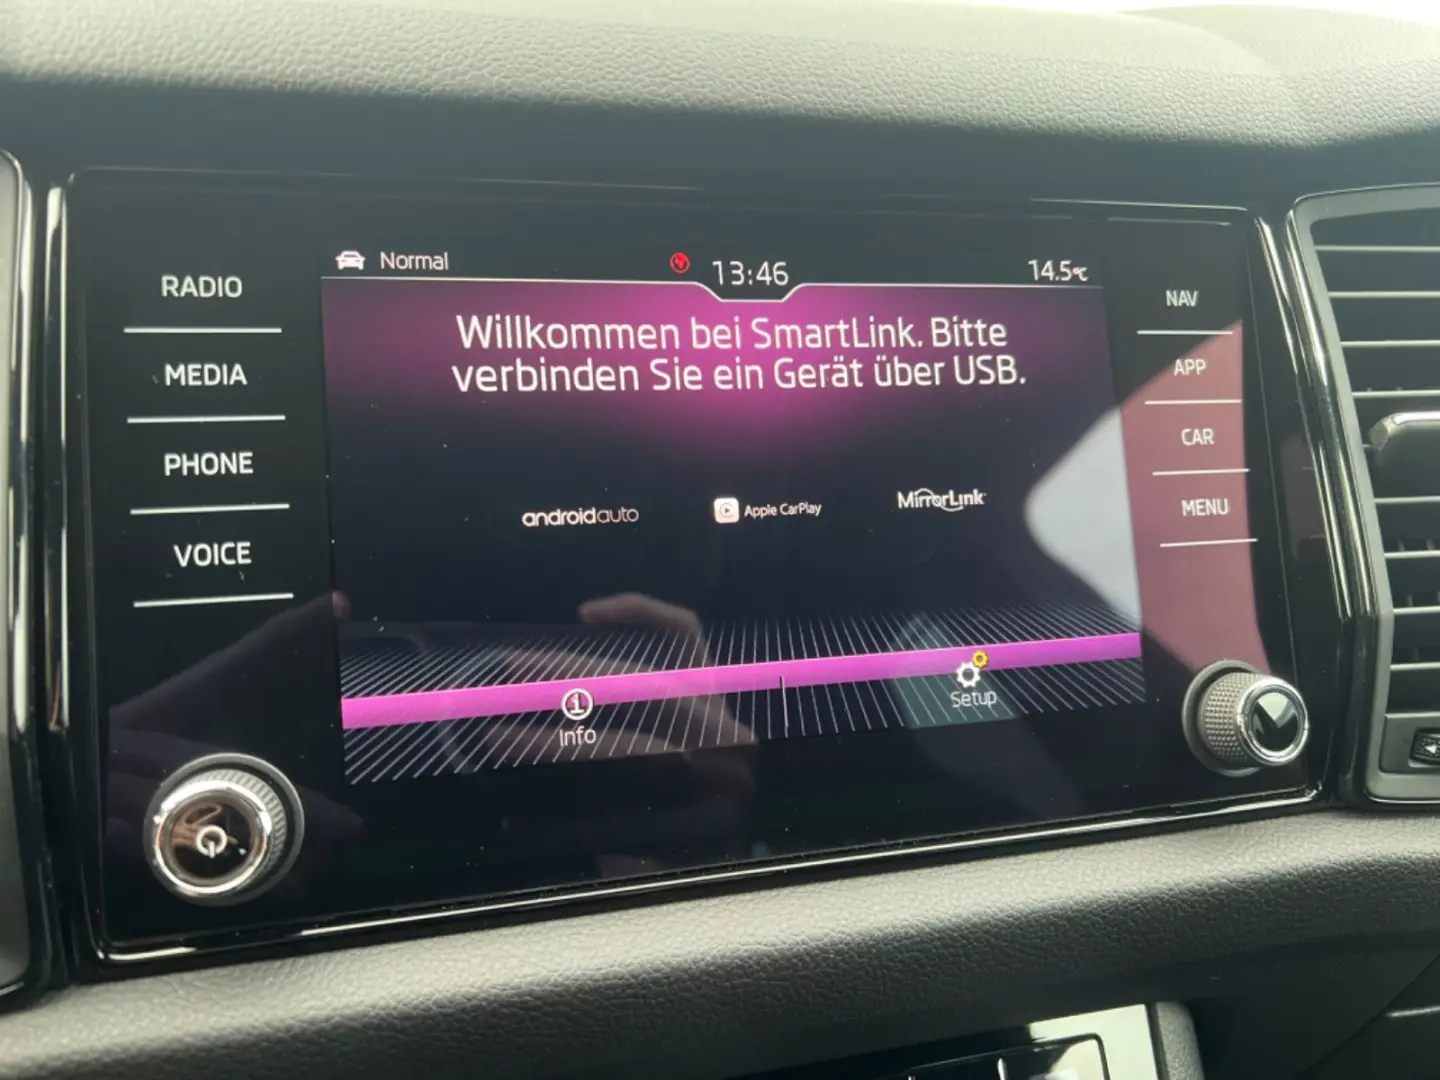 Normal
13:46
14.5°C
RADIO
MEDIA
PHONE
VOICE
Willkommen bei SmartLink. Bitte
verbinden Sie ein Gerät über USB.
androidauto
Apple CarPlay
MirrorLink
Info
Setup
NAV
APP
CAR
MENU